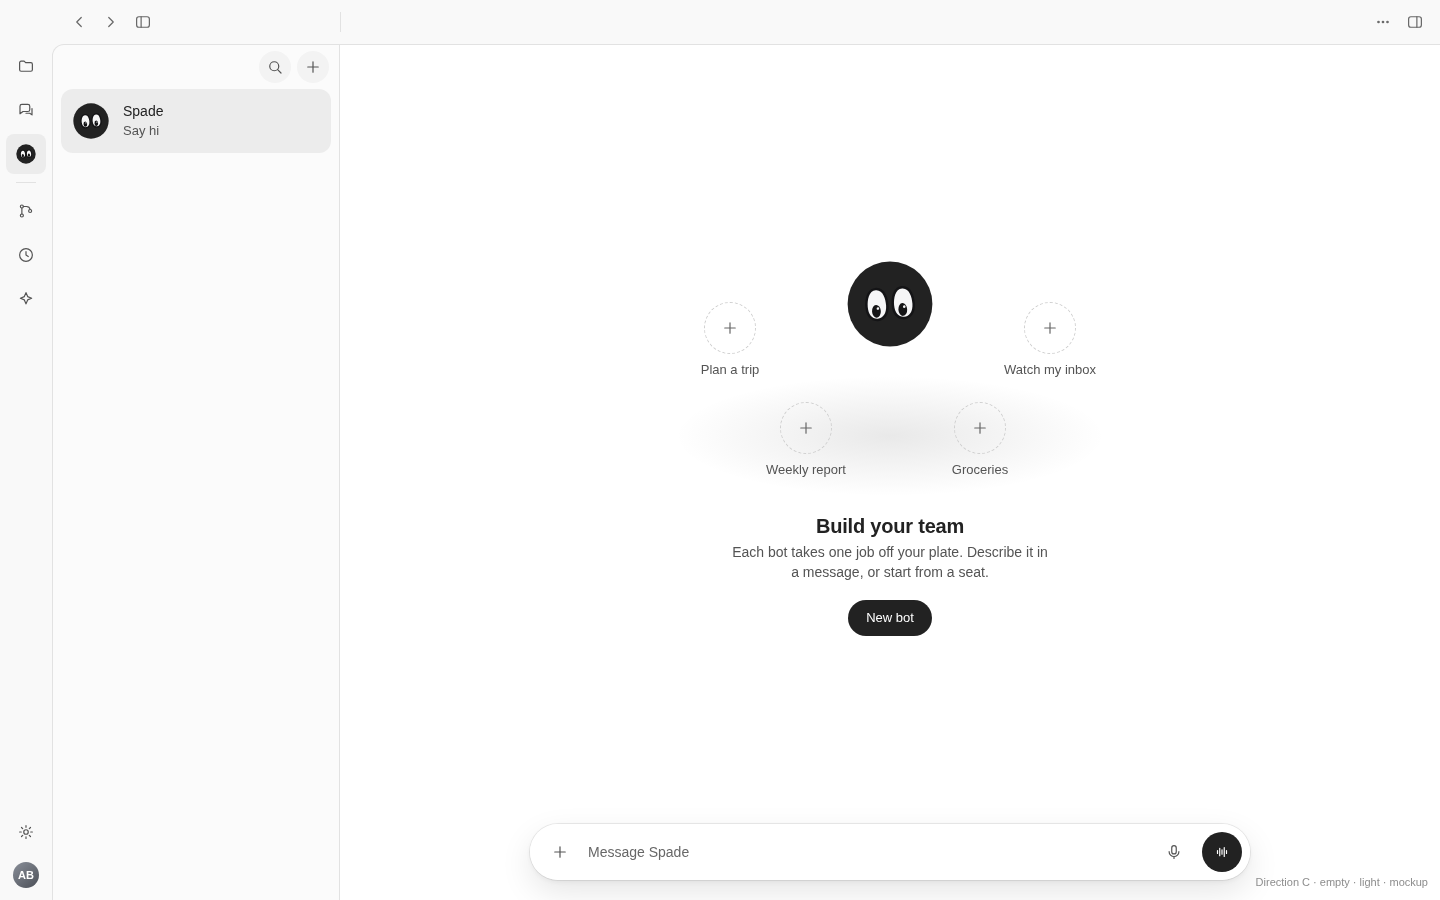 Spade
Say hi
Plan a trip
Watch my inbox
Weekly report
Groceries
Build your team
Each bot takes one job off your plate. Describe it in
a message, or start from a seat.
New bot
Message Spade
AB
Direction C · empty · light · mockup